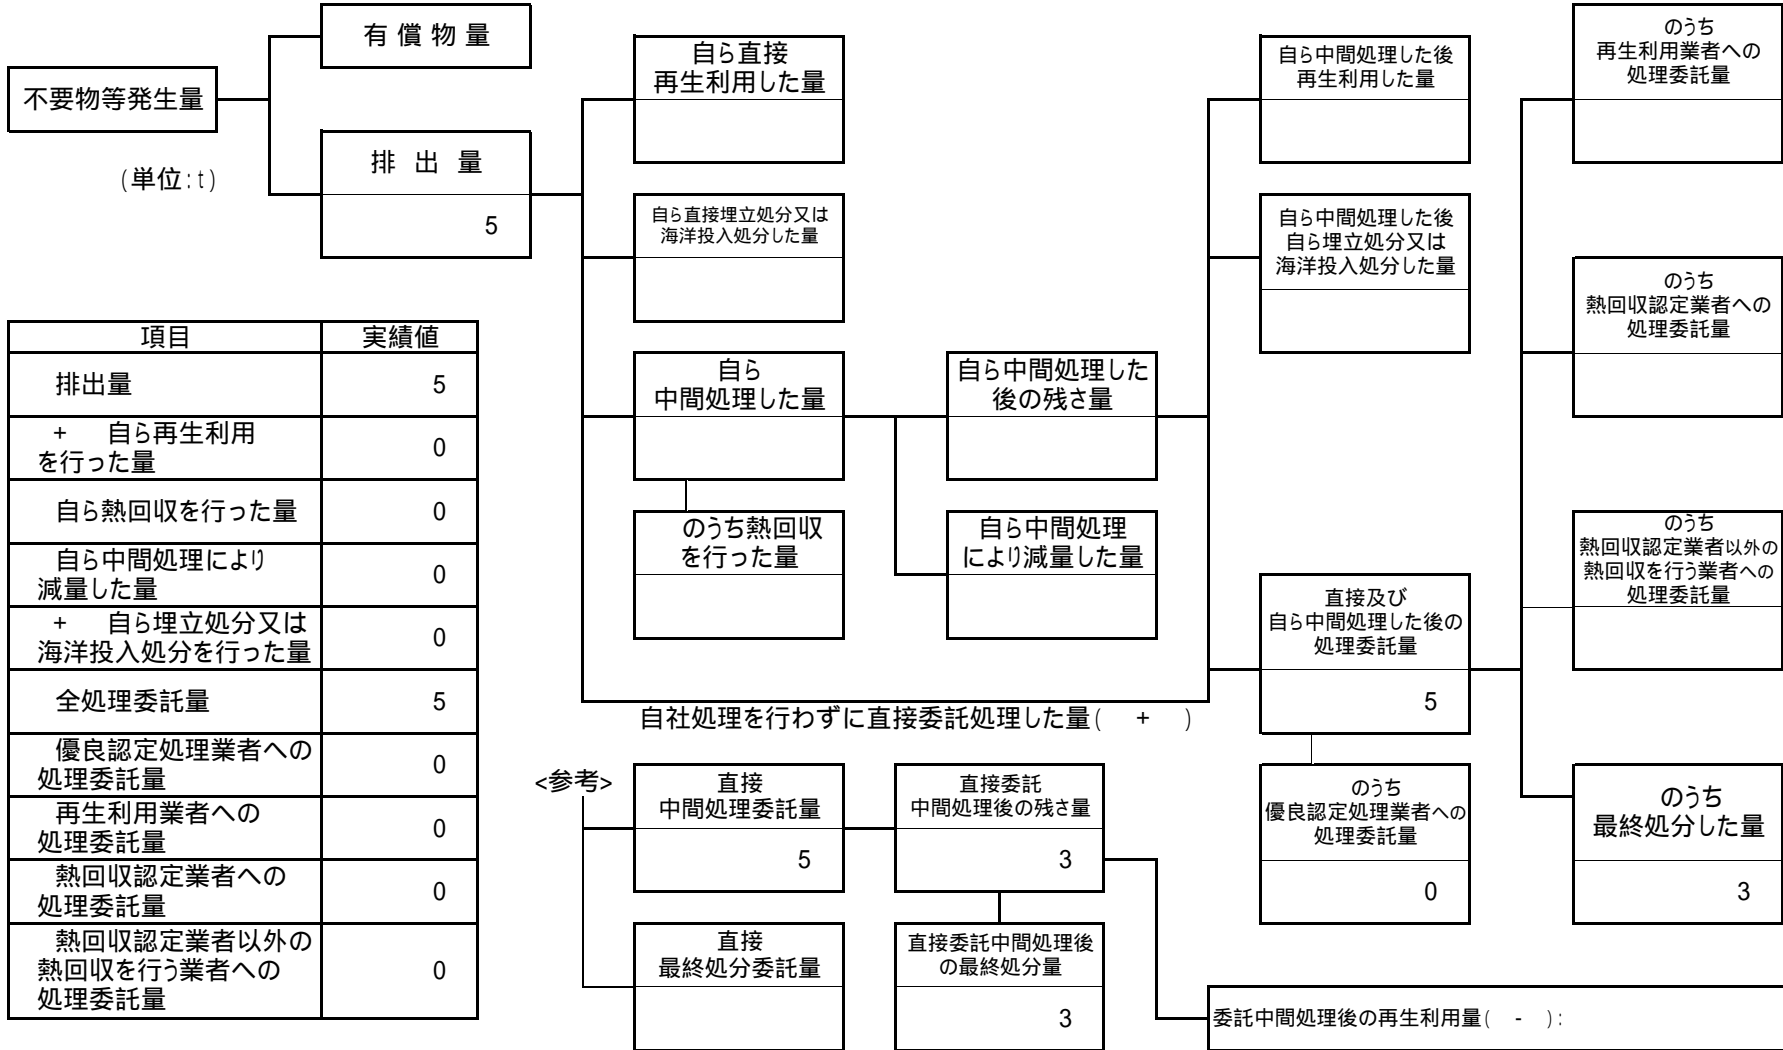 不要物等発生量
(単位:t)
有償物量
排出量
5
自ら直接
再生利用した量
自ら直接埋立処分又は
海洋投入処分した量
自ら
中間処理した量
のうち熱回収
を行った量
自ら中間処理した
後の残さ量
自ら中間処理
により減量した量
自ら中間処理した後
再生利用した量
自ら中間処理した後
自ら埋立処分又は
海洋投入処分した量
直接及び
自ら中間処理した後の
処理委託量
5
のうち
優良認定処理業者への
処理委託量
0
のうち
再生利用業者への
処理委託量
のうち
熱回収認定業者への
処理委託量
のうち
熱回収認定業者以外の
熱回収を行う業者への
処理委託量
のうち
最終処分した量
3
項目 実績値
排出量 5
+ 自ら再生利用
を行った量 0
自ら熱回収を行った量 0
自ら中間処理により
減量した量 0
+ 自ら埋立処分又は
海洋投入処分を行った量 0
全処理委託量 5
優良認定処理業者への
処理委託量 0
再生利用業者への
処理委託量 0
熱回収認定業者への
処理委託量 0
熱回収認定業者以外の
熱回収を行う業者への
処理委託量 0
自社処理を行わずに直接委託処理した量( + )
<参考>
直接
中間処理委託量
5
直接委託
中間処理後の残さ量
3
直接
最終処分委託量
直接委託中間処理後
の最終処分量
3
委託中間処理後の再生利用量( - ):